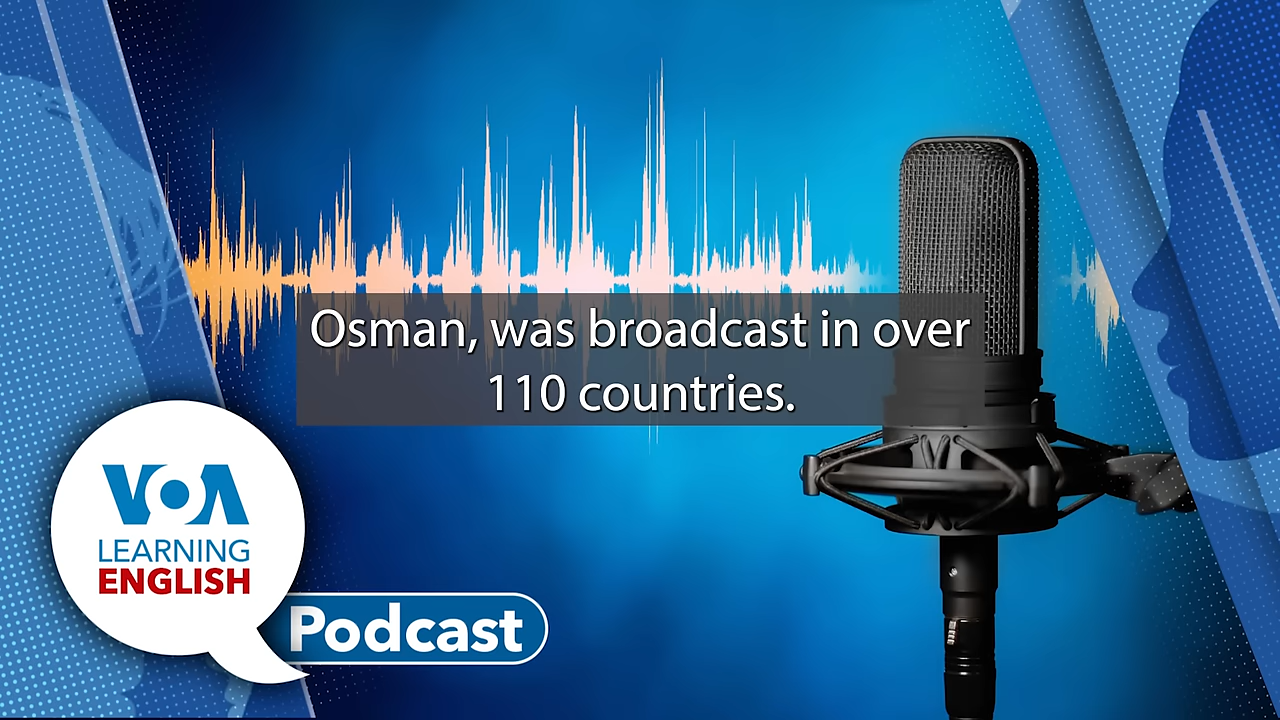 Osman, was broadcast in over
110 countries.
VOA
LEARNING
ENGLISH
Podcast